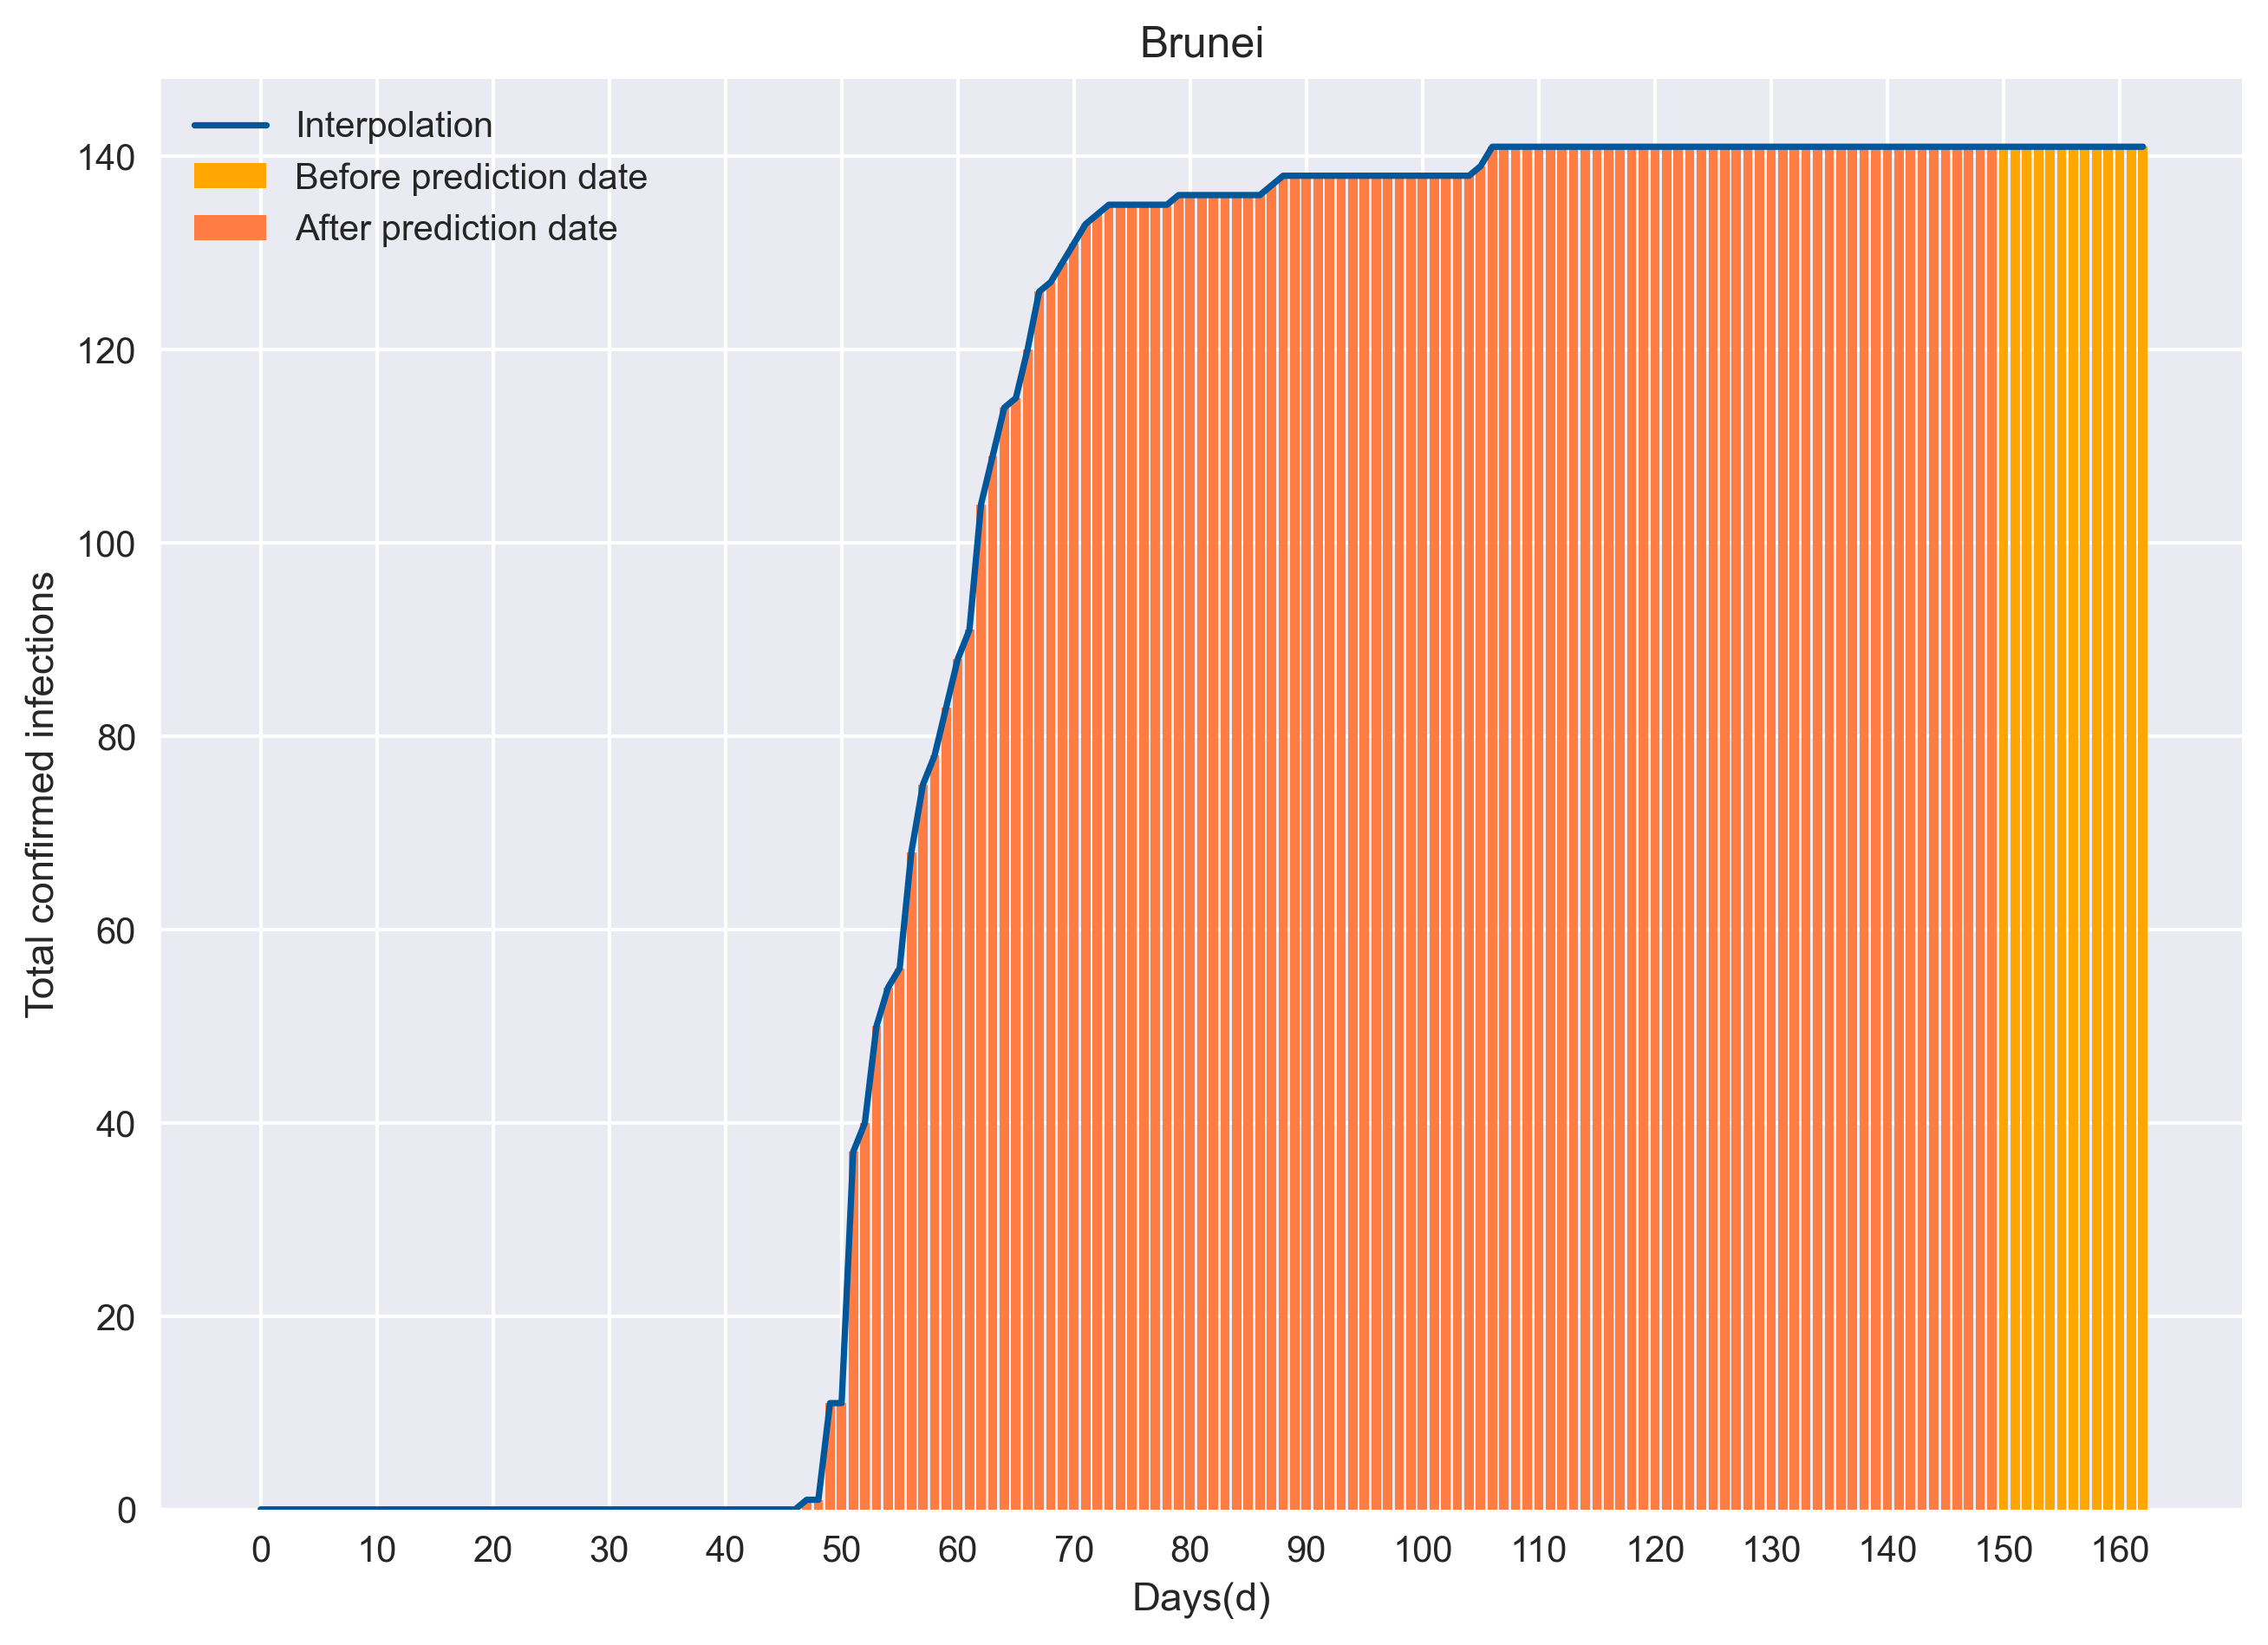 Brunei
Interpolation
Before prediction date
After prediction date
140
120
100
80
60
40
20
0
Total confirmed infections
0 10 20 30 40 50 60 70 80 90 100 110 120 130 140 150 160
Days(d)